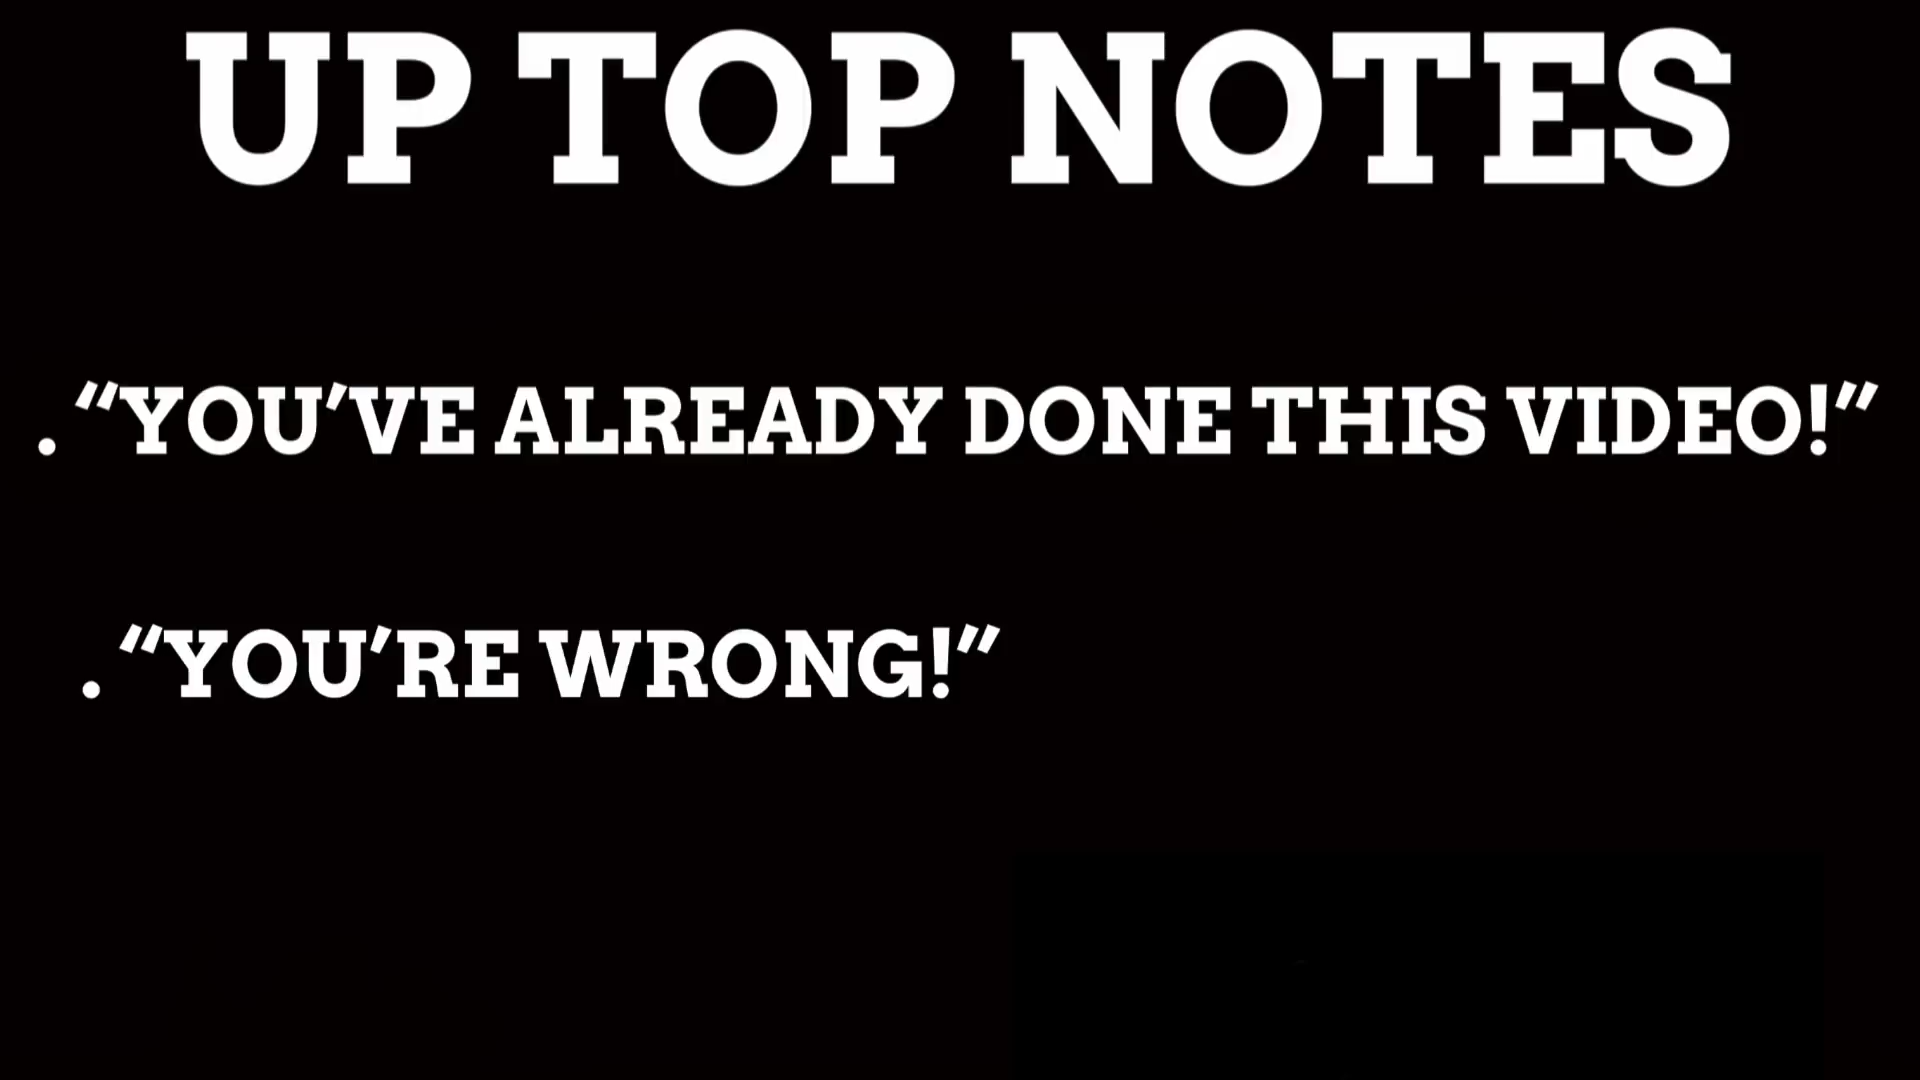 UP TOP NOTES
. “YOU’VE ALREADY DONE THIS VIDEO!”
. “YOU’RE WRONG!”